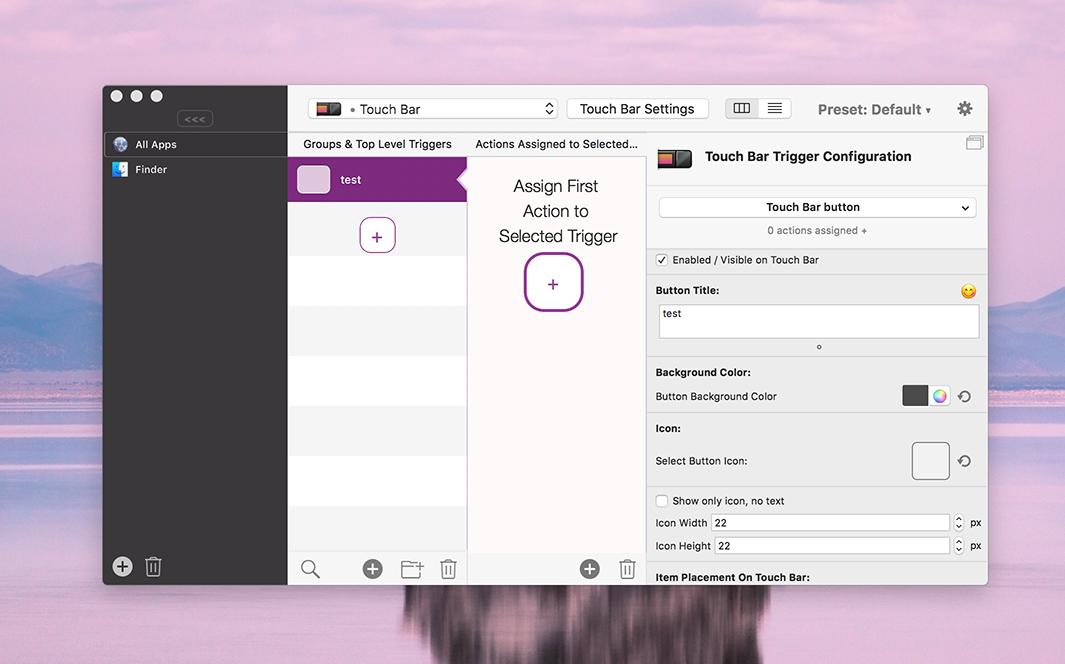 <<<
• Touch Bar
Touch Bar Settings
Preset: Default ▾
All Apps
Finder
Groups & Top Level Triggers
Actions Assigned to Selected...
test
+
Assign First
Action to
Selected Trigger
+
Touch Bar Trigger Configuration
Touch Bar button
0 actions assigned +
Enabled / Visible on Touch Bar
Button Title:
test
Background Color:
Button Background Color
Icon:
Select Button Icon:
Show only icon, no text
Icon Width 22 px
Icon Height 22 px
Item Placement On Touch Bar: